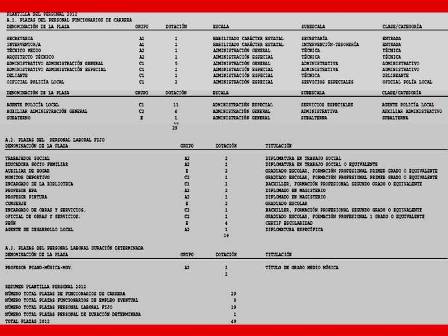 PLANTILLA DEL PERSONAL 2012
A.1. PLAZAS DEL PERSONAL FUNCIONARIOS DE CARRERA
DENOMINACIÓN DE LA PLAZA GRUPO DOTACIÓN ESCALA SUBESCALA CLASE/CATEGORÍA
SECRETARIA A1 1 HABILITADO CARÁCTER ESTATAL SECRETARÍA ENTRADA
INTERVENTOR/A A1 1 HABILITADO CARÁCTER ESTATAL INTERVENCIÓN-TESORERÍA ENTRADA
TÉCNICO MEDIO A2 1 ADMINISTRACIÓN GENERAL TÉCNICA TÉCNICA
ARQUITECTO TÉCNICO A2 1 ADMINISTRACIÓN ESPECIAL TÉCNICA TÉCNICA
ADMINISTRATIVO ADMINISTRACIÓN GENERAL C1 5 ADMINISTRACIÓN GENERAL ADMINISTRATIVA ADMINISTRATIVO
ADMINISTRATIVO ADMINISTRACIÓN ESPECIAL C1 1 ADMINISTRACIÓN ESPECIAL ADMINISTRATIVA ADMINISTRATIVO
DELINEANTE C1 1 ADMINISTRACIÓN ESPECIAL TÉCNICA DELINEANTE
OFICIAL POLICÍA LOCAL C1 ADMINISTRACIÓN ESPECIAL SERVICIOS ESPECIALES OFICIAL POLICÍA LOCAL
DENOMINACIÓN DE LA PLAZA GRUPO DOTACIÓN ESCALA SUBESCALA CLASE/CATEGORÍA
AGENTE POLICÍA LOCAL C1 11 ADMINISTRACIÓN ESPECIAL SERVICIOS ESPECIALES AGENTE POLICÍA LOCAL
AUXILIAR ADMINISTRACIÓN GENERAL C2 ADMINISTRACIÓN GENERAL ADMINISTRATIVA AUXILIAR ADMINISTRATIVO
SUBALTERNO E 1 ADMINISTRACIÓN GENERAL SUBALTERNA SUBALTERNA
A.2. PLAZAS DEL PERSONAL LABORAL FIJO
DENOMINACIÓN DE LA PLAZA GRUPO DOTACIÓN TITULACIÓN
TRABAJADOR SOCIAL A2 DIPLOMATURA EN TRABAJO SOCIAL
EDUCADORA SOCIO FAMILIAR A2 1 DIPLOMATURA EN TRABAJO SOCIAL O EQUIVALENTE
AUXILIAR DE HOGAR E GRADUADO ESCOLAR, FORMACIÓN PROFESIONAL PRIMER GRADO O EQUIVALENTE
MONITOR DEPORTIVO C2 1 GRADUADO ESCOLAR, FORMACIÓN PROFESIONAL PRIMER GRADO O EQUIVALENTE
ENCARGADO DE LA BIBLIOTECA C1 1 BACHILLER, FORMACIÓN PROFESIONAL SEGUNDO GRADO O EQUIVALENTE
PROFESOR EPA A2 DIPLOMADO EN MAGISTERIO
PROFESOR PINTURA A2 1 DIPLOMADO EN MAGISTERIO
CONSERJE E GRADUADO ESCOLAR
ENCARGADO DE OBRAS Y SERVICIOS. C1 1 BACHILLER, FORMACIÓN PROFESIONAL SEGUNDO GRADO O EQUIVALENTE
OFICIAL DE OBRAS Y SERVICIOS. C2 GRADUADO ESCOLAR, FORMACIÓN PROFESIONAL 1 GRADO O EQUIVALENTE
PEÓN E CERTIF ESCOLARIDAD
AGENTE DE DESARROLLO LOCAL A2 1 DIPLOMATURA ESPECÍFICA
19
A.3. PLAZAS DEL PERSONAL LABORAL DURACIÓN DETERMINADA
DENOMINACIÓN DE LA PLAZA GRUPO DOTACIÓN TITULACIÓN
PROFESOR PIANO-MÚSICA-MOV. A2 1 TÍTULO DE GRADO MEDIO MÚSICA
1
RESUMEN PLANTILLA PERSONAL 2012
NÚMERO TOTAL PLAZAS DE FUNCIONARIOS DE CARRERA 29
NÚMERO TOTAL PLAZAS FUNCIONARIOS DE EMPLEO EVENTUAL 0
NÚMERO TOTAL PLAZAS PERSONAL LABORAL FIJO 19
NÚMERO TOTAL PLAZAS PERSONAL DE DURACIÓN DETERMINADA 1
TOTAL PLAZAS 2012 49